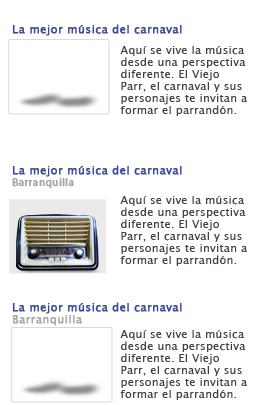 La mejor música del carnaval
Aquí se vive la música
desde una perspectiva
diferente. El Viejo
Parr, el carnaval y sus
personajes te invitan a
formar el parrandón.
La mejor música del carnaval
Barranquilla
Aquí se vive la música
desde una perspectiva
diferente. El Viejo
Parr, el carnaval y sus
personajes te invitan a
formar el parrandón.
La mejor música del carnaval
Barranquilla
Aquí se vive la música
desde una perspectiva
diferente. El Viejo
Parr, el carnaval y sus
personajes te invitan a
formar el parrandón.